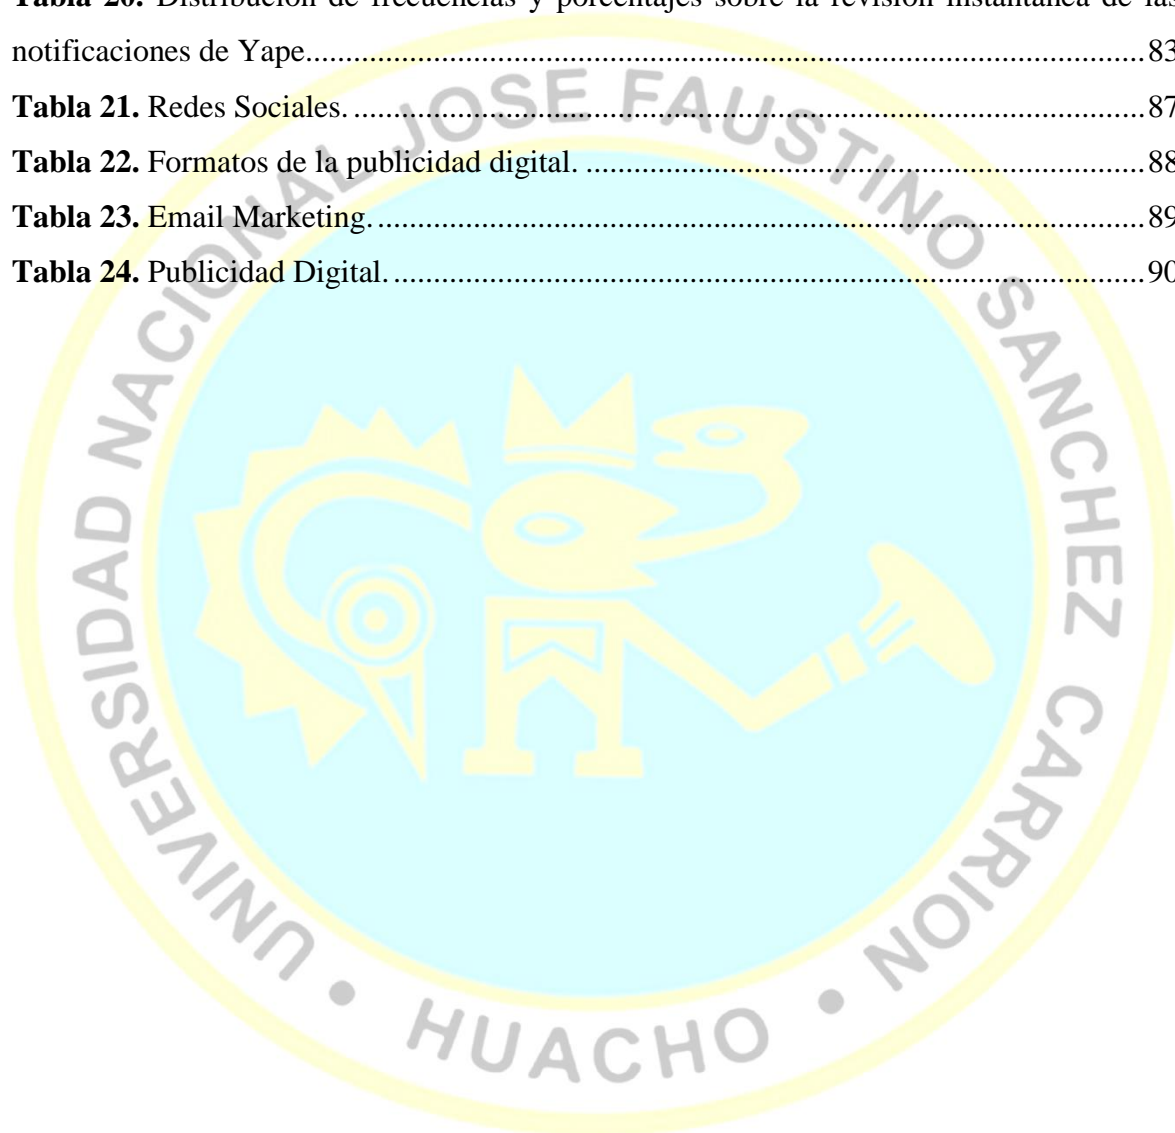 Tabla 20. Distribución de frecuencias y porcentajes sobre la revisión instantánea de las
notificaciones de Yape.......................................................................................................83
Tabla 21. Redes Sociales. .................................................................................................87
Tabla 22. Formatos de la publicidad digital. .....................................................................88
Tabla 23. Email Marketing. ..............................................................................................89
Tabla 24. Publicidad Digital. ............................................................................................90
UNIVERSIDAD NACIONAL JOSE FAUSTINO SANCHEZ CARRION • HUACHO •